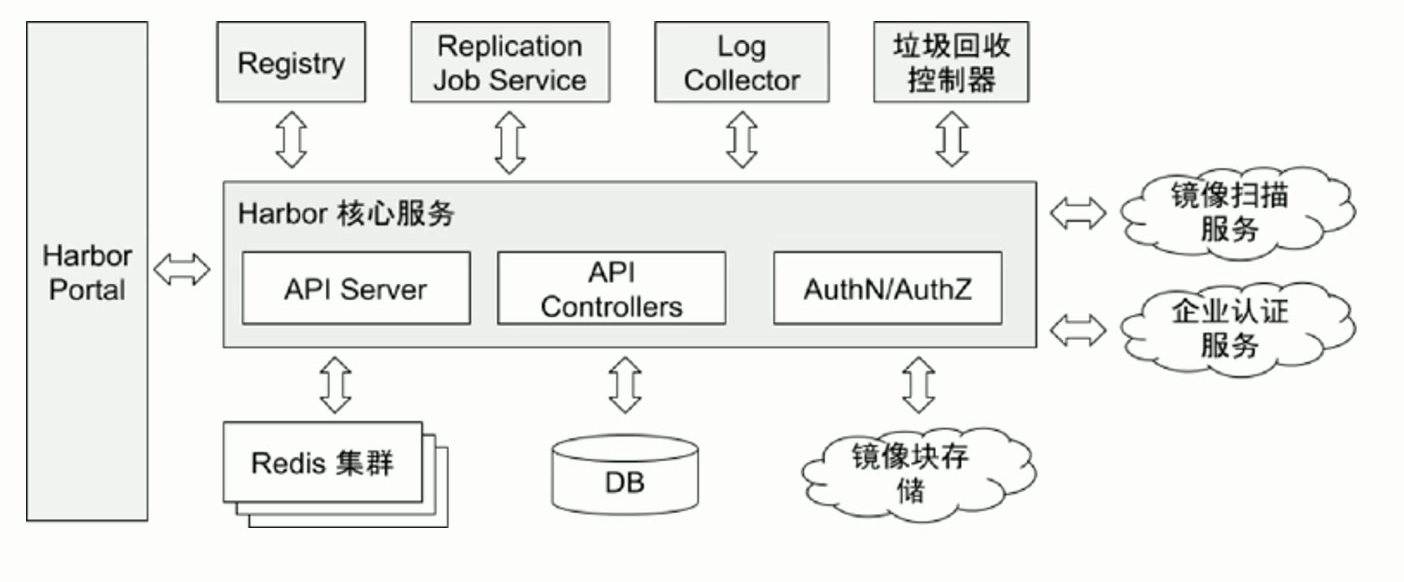 Registry
Replication
Job Service
Log
Collector
垃圾回收
控制器
Harbor
Portal
Harbor 核心服务
API Server
API
Controllers
AuthN/AuthZ
镜像扫描
服务
企业认证
服务
Redis 集群
DB
镜像块存
储